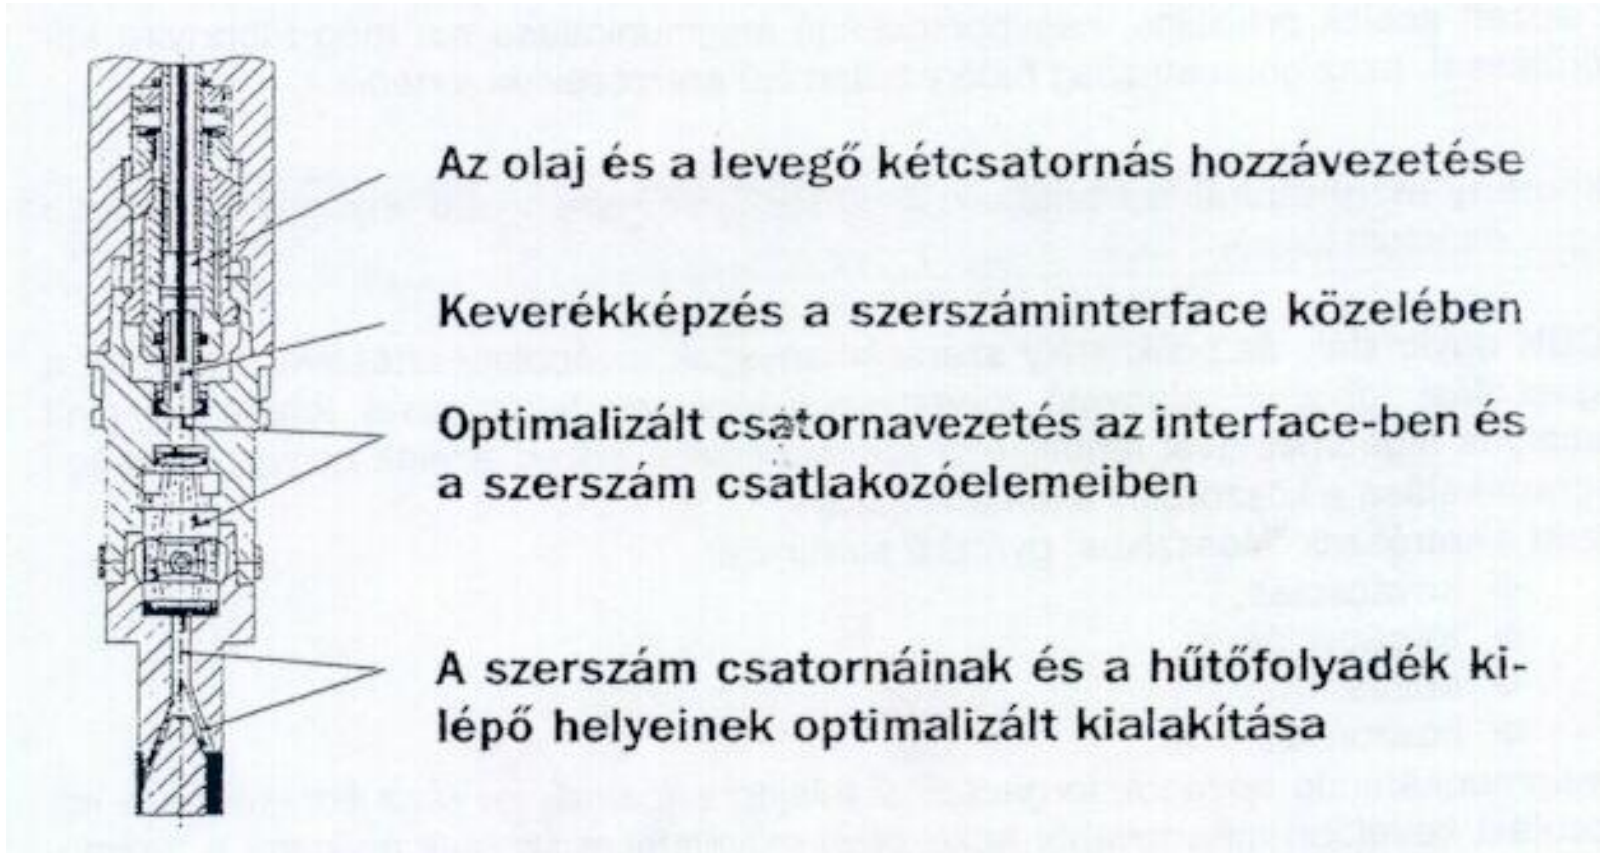 Az olaj és a levegő kétcsatornás hozzávezetése
Keverékképzés a szerszáminterface közelében
Optimalizált csatornavezetés az interface-ben és
a szerszám csatlakozóelemeiben
A szerszám csatornáinak és a hűtőfolyadék ki-
lépő helyeinek optimalizált kialakítása